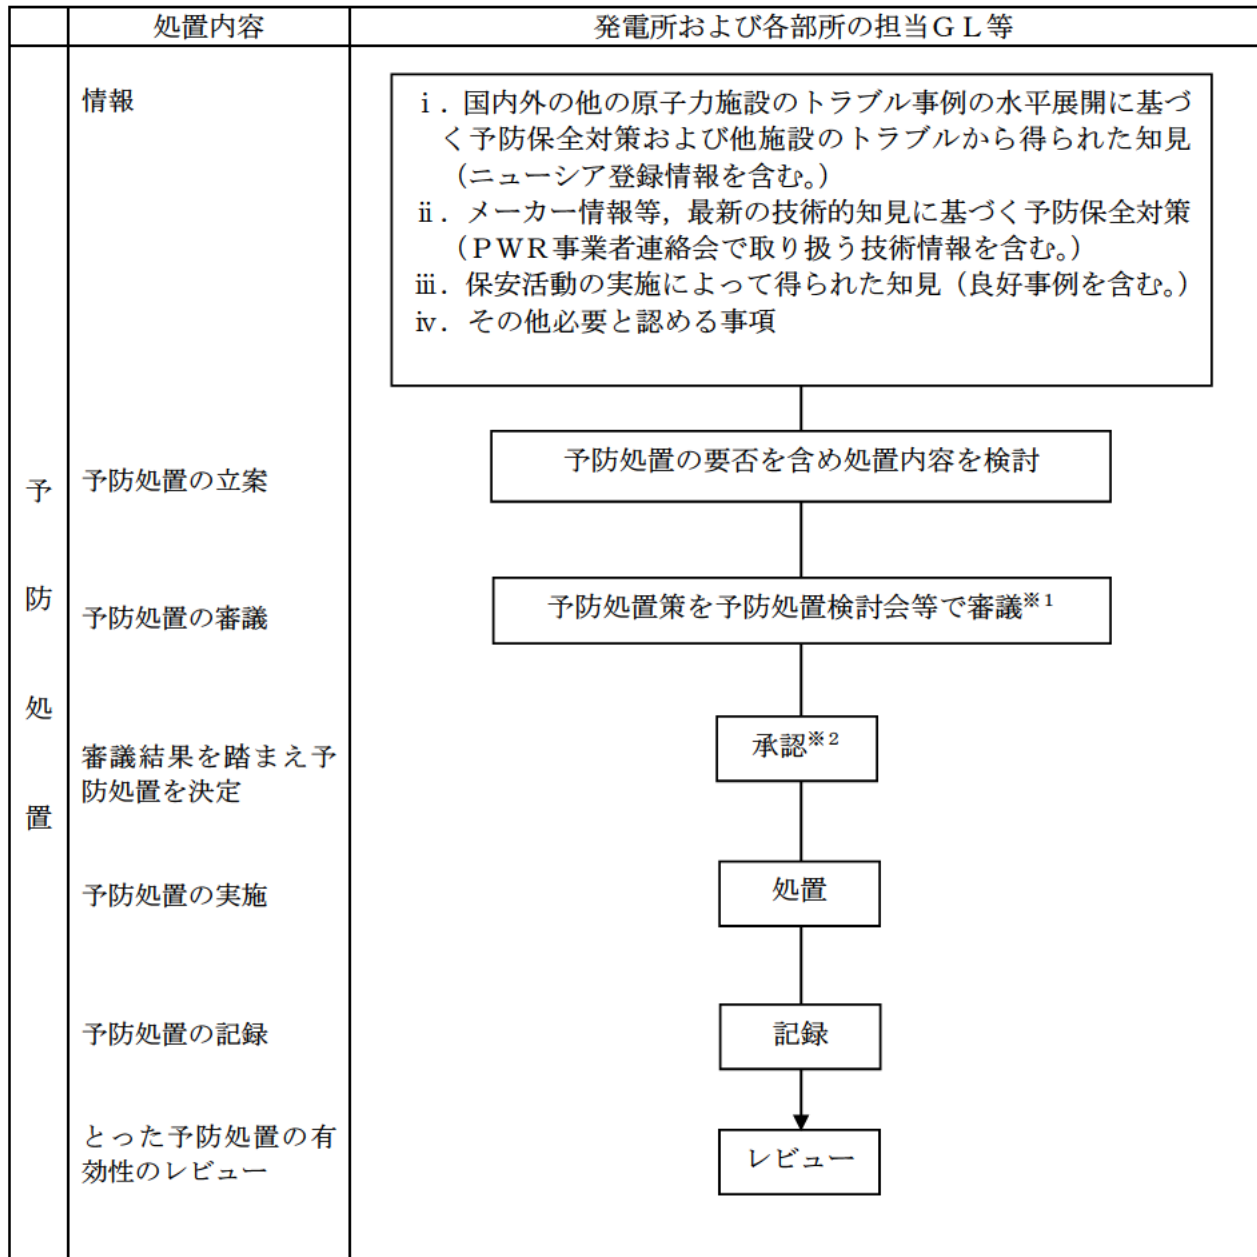 処置内容
発電所および各部所の担当ＧＬ等
情報
ⅰ．国内外の他の原子力施設のトラブル事例の水平展開に基づ
く予防保全対策および他施設のトラブルから得られた知見
（ニューシア登録情報を含む。）
ⅱ．メーカー情報等，最新の技術的知見に基づく予防保全対策
（ＰＷＲ事業者連絡会で取り扱う技術情報を含む。）
ⅲ．保安活動の実施によって得られた知見（良好事例を含む。）
ⅳ．その他必要と認める事項
予防処置
予防処置の立案
予防処置の要否を含め処置内容を検討
予防処置の審議
予防処置策を予防処置検討会等で審議※1
審議結果を踏まえ予
防処置を決定
承認※2
予防処置の実施
処置
予防処置の記録
記録
とった予防処置の有
効性のレビュー
レビュー